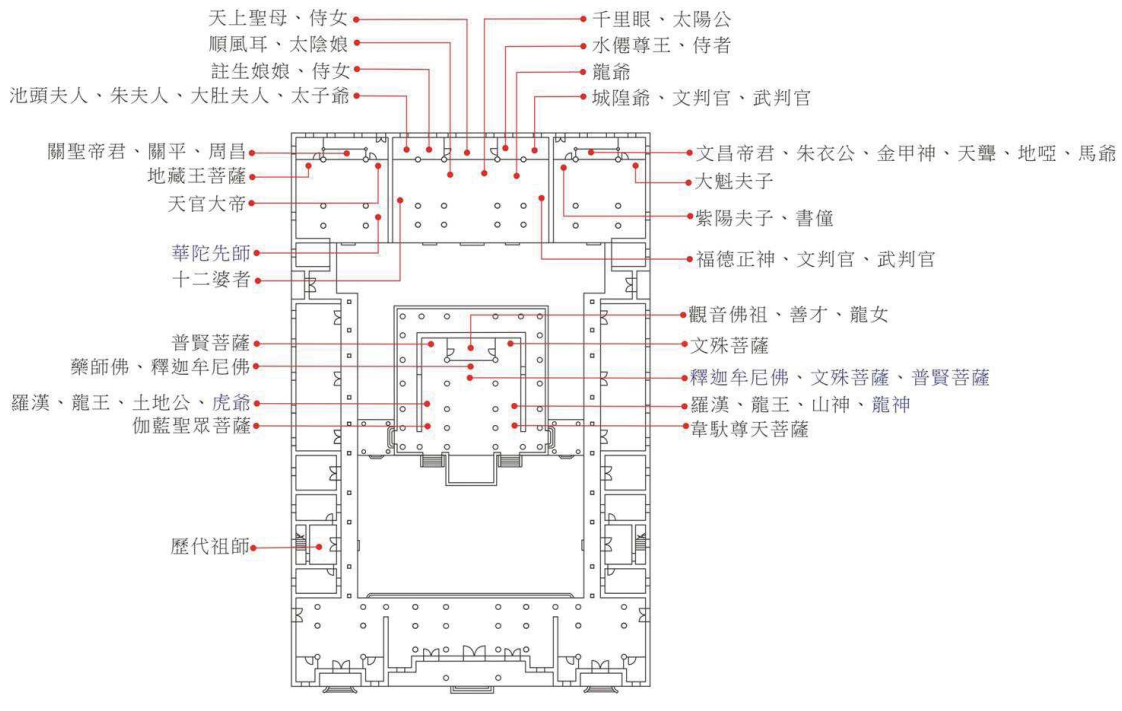 天上聖母、侍女
順風耳、太陰娘
註生娘娘、侍女
池頭夫人、朱夫人、大肚夫人、太子爺
關聖帝君、關平、周昌
地藏王菩薩
天官大帝
華陀先師
十二婆者
普賢菩薩
藥師佛、釋迦牟尼佛
羅漢、龍王、土地公、虎爺
伽藍聖眾菩薩
歷代祖師
千里眼、太陽公
水僊尊王、侍者
龍爺
城隍爺、文判官、武判官
文昌帝君、朱衣公、金甲神、天聾、地啞、馬爺
大魁夫子
紫陽夫子、書僮
福德正神、文判官、武判官
觀音佛祖、善才、龍女
文殊菩薩
釋迦牟尼佛、文殊菩薩、普賢菩薩
羅漢、龍王、山神、龍神
韋馱尊天菩薩